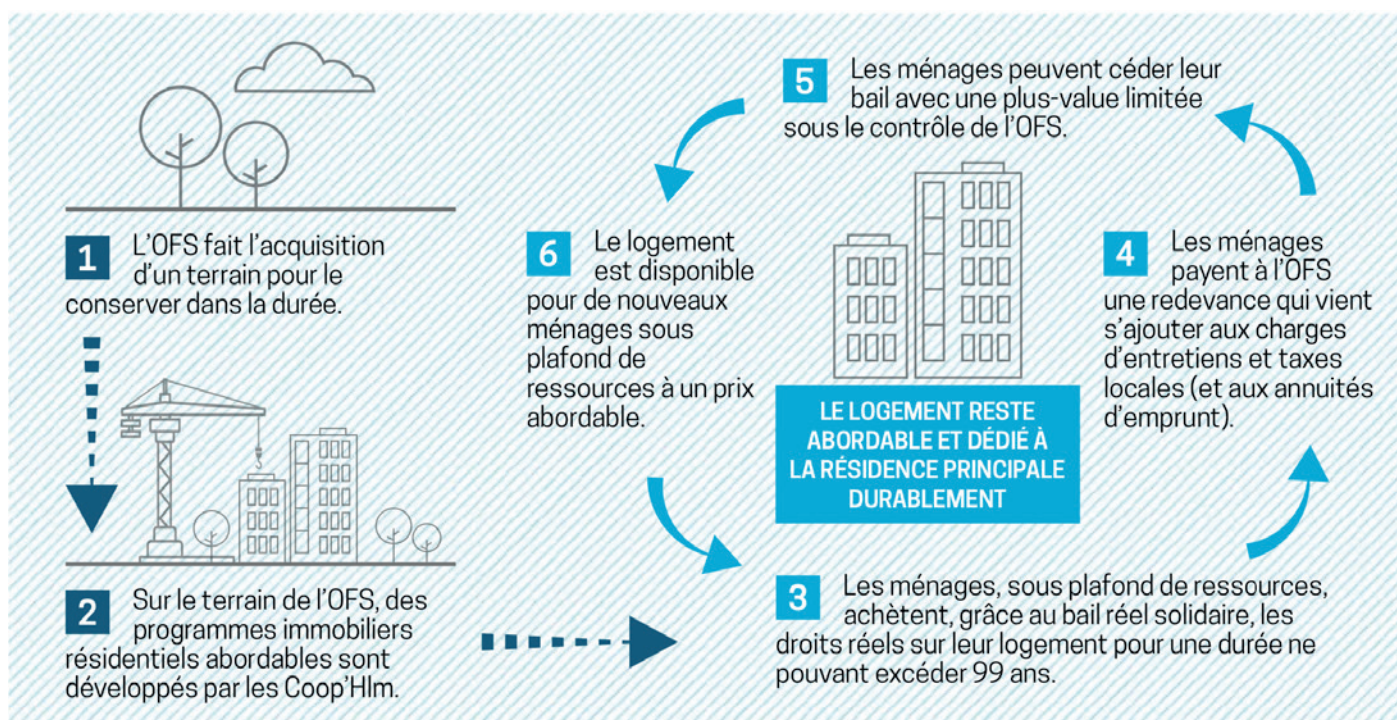 1 L'OFS fait l'acquisition
d'un terrain pour le
conserver dans la durée.
2 Sur le terrain de l'OFS, des
programmes immobiliers
résidentiels abordables sont
développés par les Coop'Hlm.
3 Les ménages, sous plafond de ressources,
achètent, grâce au bail réel solidaire, les
droits réels sur leur logement pour une durée ne
pouvant excéder 99 ans.
4 Les ménages
payent à l'OFS
une redevance qui vient
s'ajouter aux charges
d'entretiens et taxes
locales (et aux annuités
d'emprunt).
5 Les ménages peuvent céder leur
bail avec une plus-value limitée
sous le contrôle de l'OFS.
6 Le logement
est disponible
pour de nouveaux
ménages sous
plafond de
ressources à un prix
abordable.
LE LOGEMENT RESTE
ABORDABLE ET DÉDIÉ À
LA RÉSIDENCE PRINCIPALE
DURABLEMENT